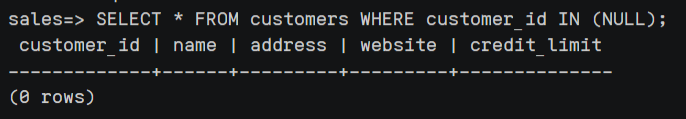 sales=> SELECT * FROM customers WHERE customer_id IN (NULL);
 customer_id | name | address | website | credit_limit
-------------+------+---------+---------+--------------
(0 rows)